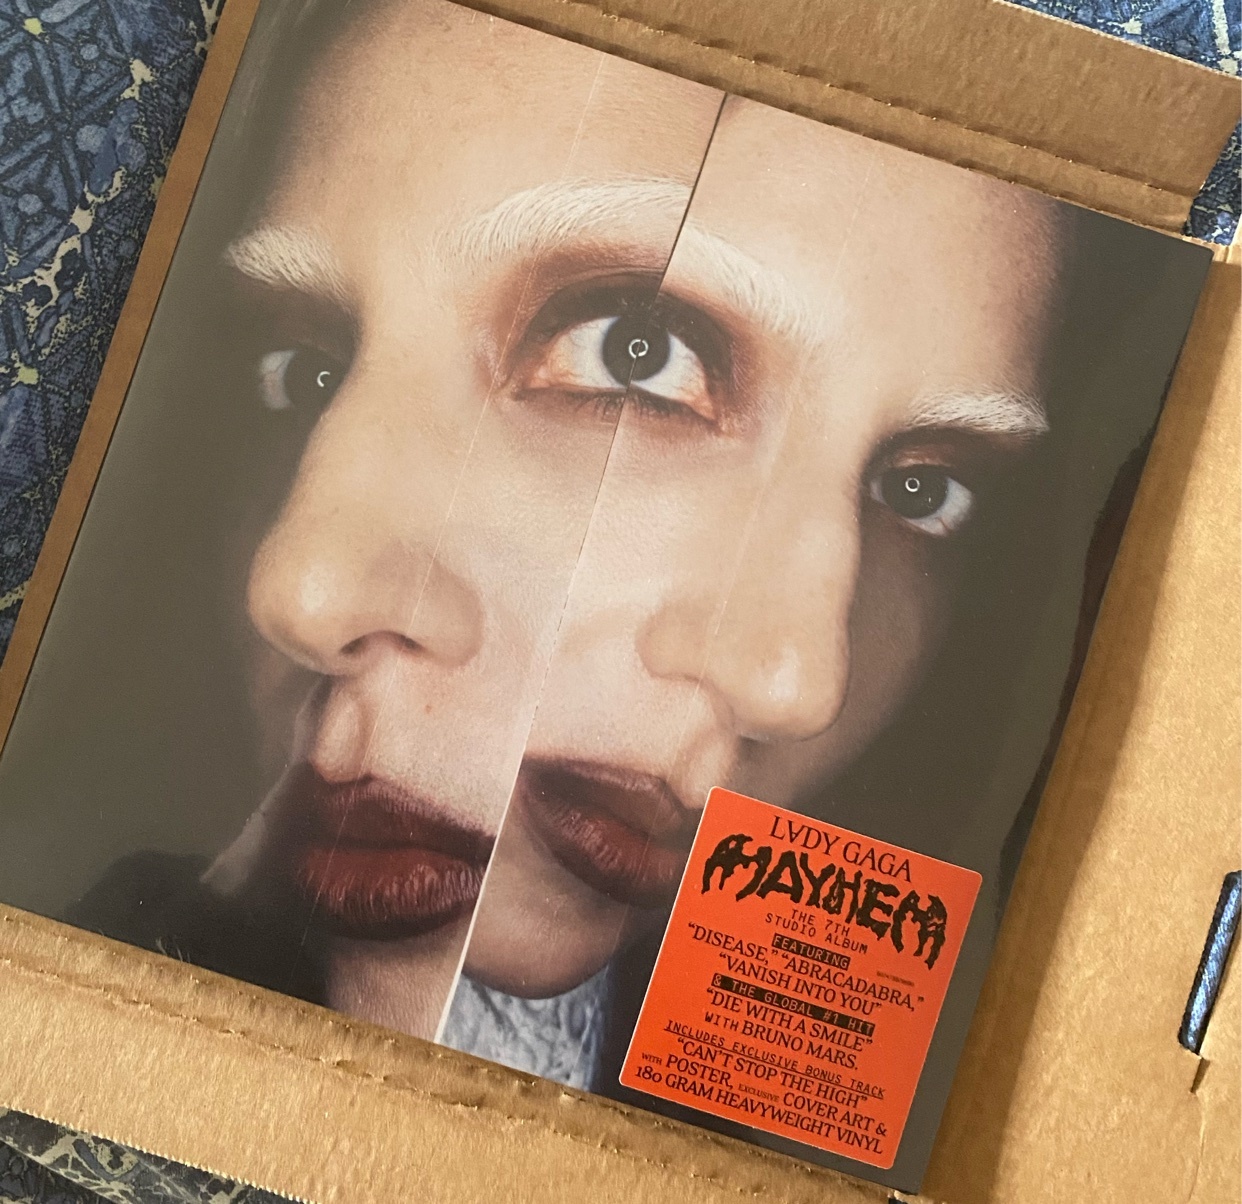 LVDY GAGA
MAYHEM
THE 7TH
STUDIO ALBUM
FEATURING
“DISEASE,” “ABRACADABRA,”
“VANISH INTO YOU”
& THE GLOBAL #1 HIT
“DIE WITH A SMILE”
WITH BRUNO MARS.
INCLUDES EXCLUSIVE BONUS TRACK
“CAN’T STOP THE HIGH”
WITH POSTER, EXCLUSIVE COVER ART &
180 GRAM HEAVYWEIGHT VINYL